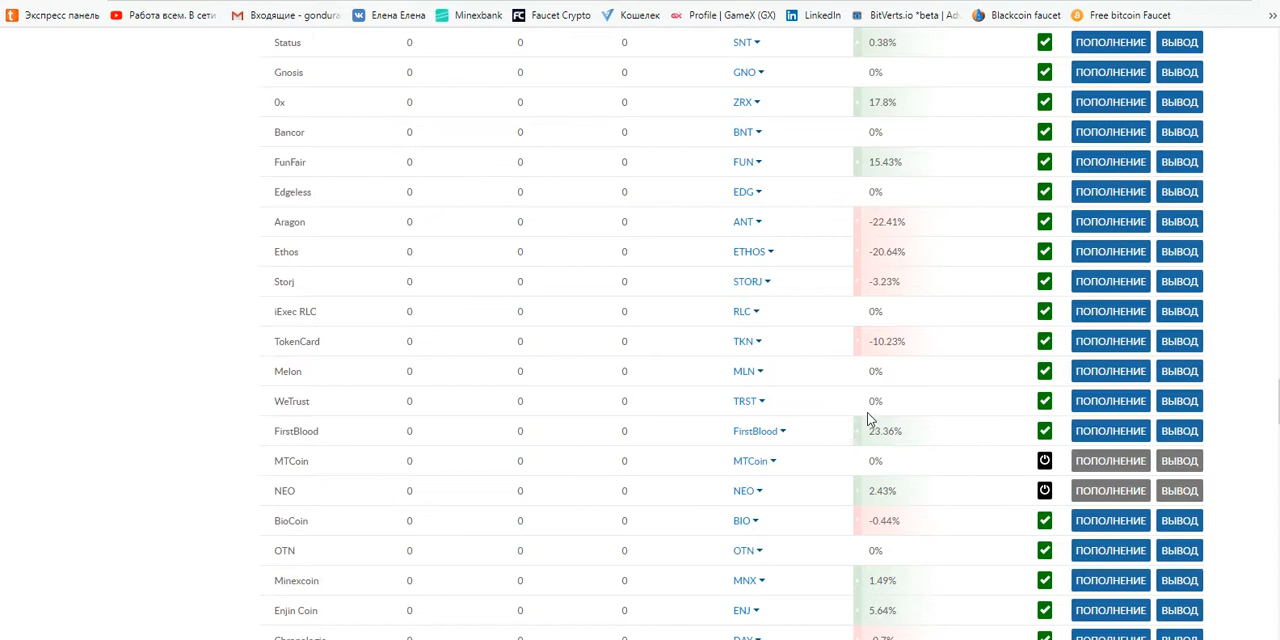 Экспресс панель Работа всем. В сети Входящие - gondura Елена Елена Minexbank Faucet Crypto Кошелек Profile | GameX (GX) LinkedIn BitVerts.io *beta | Adv Blackcoin faucet Free bitcoin Faucet »
Status 0 0 0 SNT 0.38% ПОПОЛНЕНИЕ ВЫВОД
Gnosis 0 0 0 GNO 0% ПОПОЛНЕНИЕ ВЫВОД
0x 0 0 0 ZRX 17.8% ПОПОЛНЕНИЕ ВЫВОД
Bancor 0 0 0 BNT 0% ПОПОЛНЕНИЕ ВЫВОД
FunFair 0 0 0 FUN 15.43% ПОПОЛНЕНИЕ ВЫВОД
Edgeless 0 0 0 EDG 0% ПОПОЛНЕНИЕ ВЫВОД
Aragon 0 0 0 ANT -22.41% ПОПОЛНЕНИЕ ВЫВОД
Ethos 0 0 0 ETHOS -20.64% ПОПОЛНЕНИЕ ВЫВОД
Storj 0 0 0 STORJ -3.23% ПОПОЛНЕНИЕ ВЫВОД
iExec RLC 0 0 0 RLC 0% ПОПОЛНЕНИЕ ВЫВОД
TokenCard 0 0 0 TKN -10.23% ПОПОЛНЕНИЕ ВЫВОД
Melon 0 0 0 MLN 0% ПОПОЛНЕНИЕ ВЫВОД
WeTrust 0 0 0 TRST 0% ПОПОЛНЕНИЕ ВЫВОД
FirstBlood 0 0 0 FirstBlood 23.36% ПОПОЛНЕНИЕ ВЫВОД
MTCoin 0 0 0 MTCoin 0% ПОПОЛНЕНИЕ ВЫВОД
NEO 0 0 0 NEO 2.43% ПОПОЛНЕНИЕ ВЫВОД
BioCoin 0 0 0 BIO -0.44% ПОПОЛНЕНИЕ ВЫВОД
OTN 0 0 0 OTN 0% ПОПОЛНЕНИЕ ВЫВОД
Minexcoin 0 0 0 MNX 1.49% ПОПОЛНЕНИЕ ВЫВОД
Enjin Coin 0 0 0 ENJ 5.64% ПОПОЛНЕНИЕ ВЫВОД